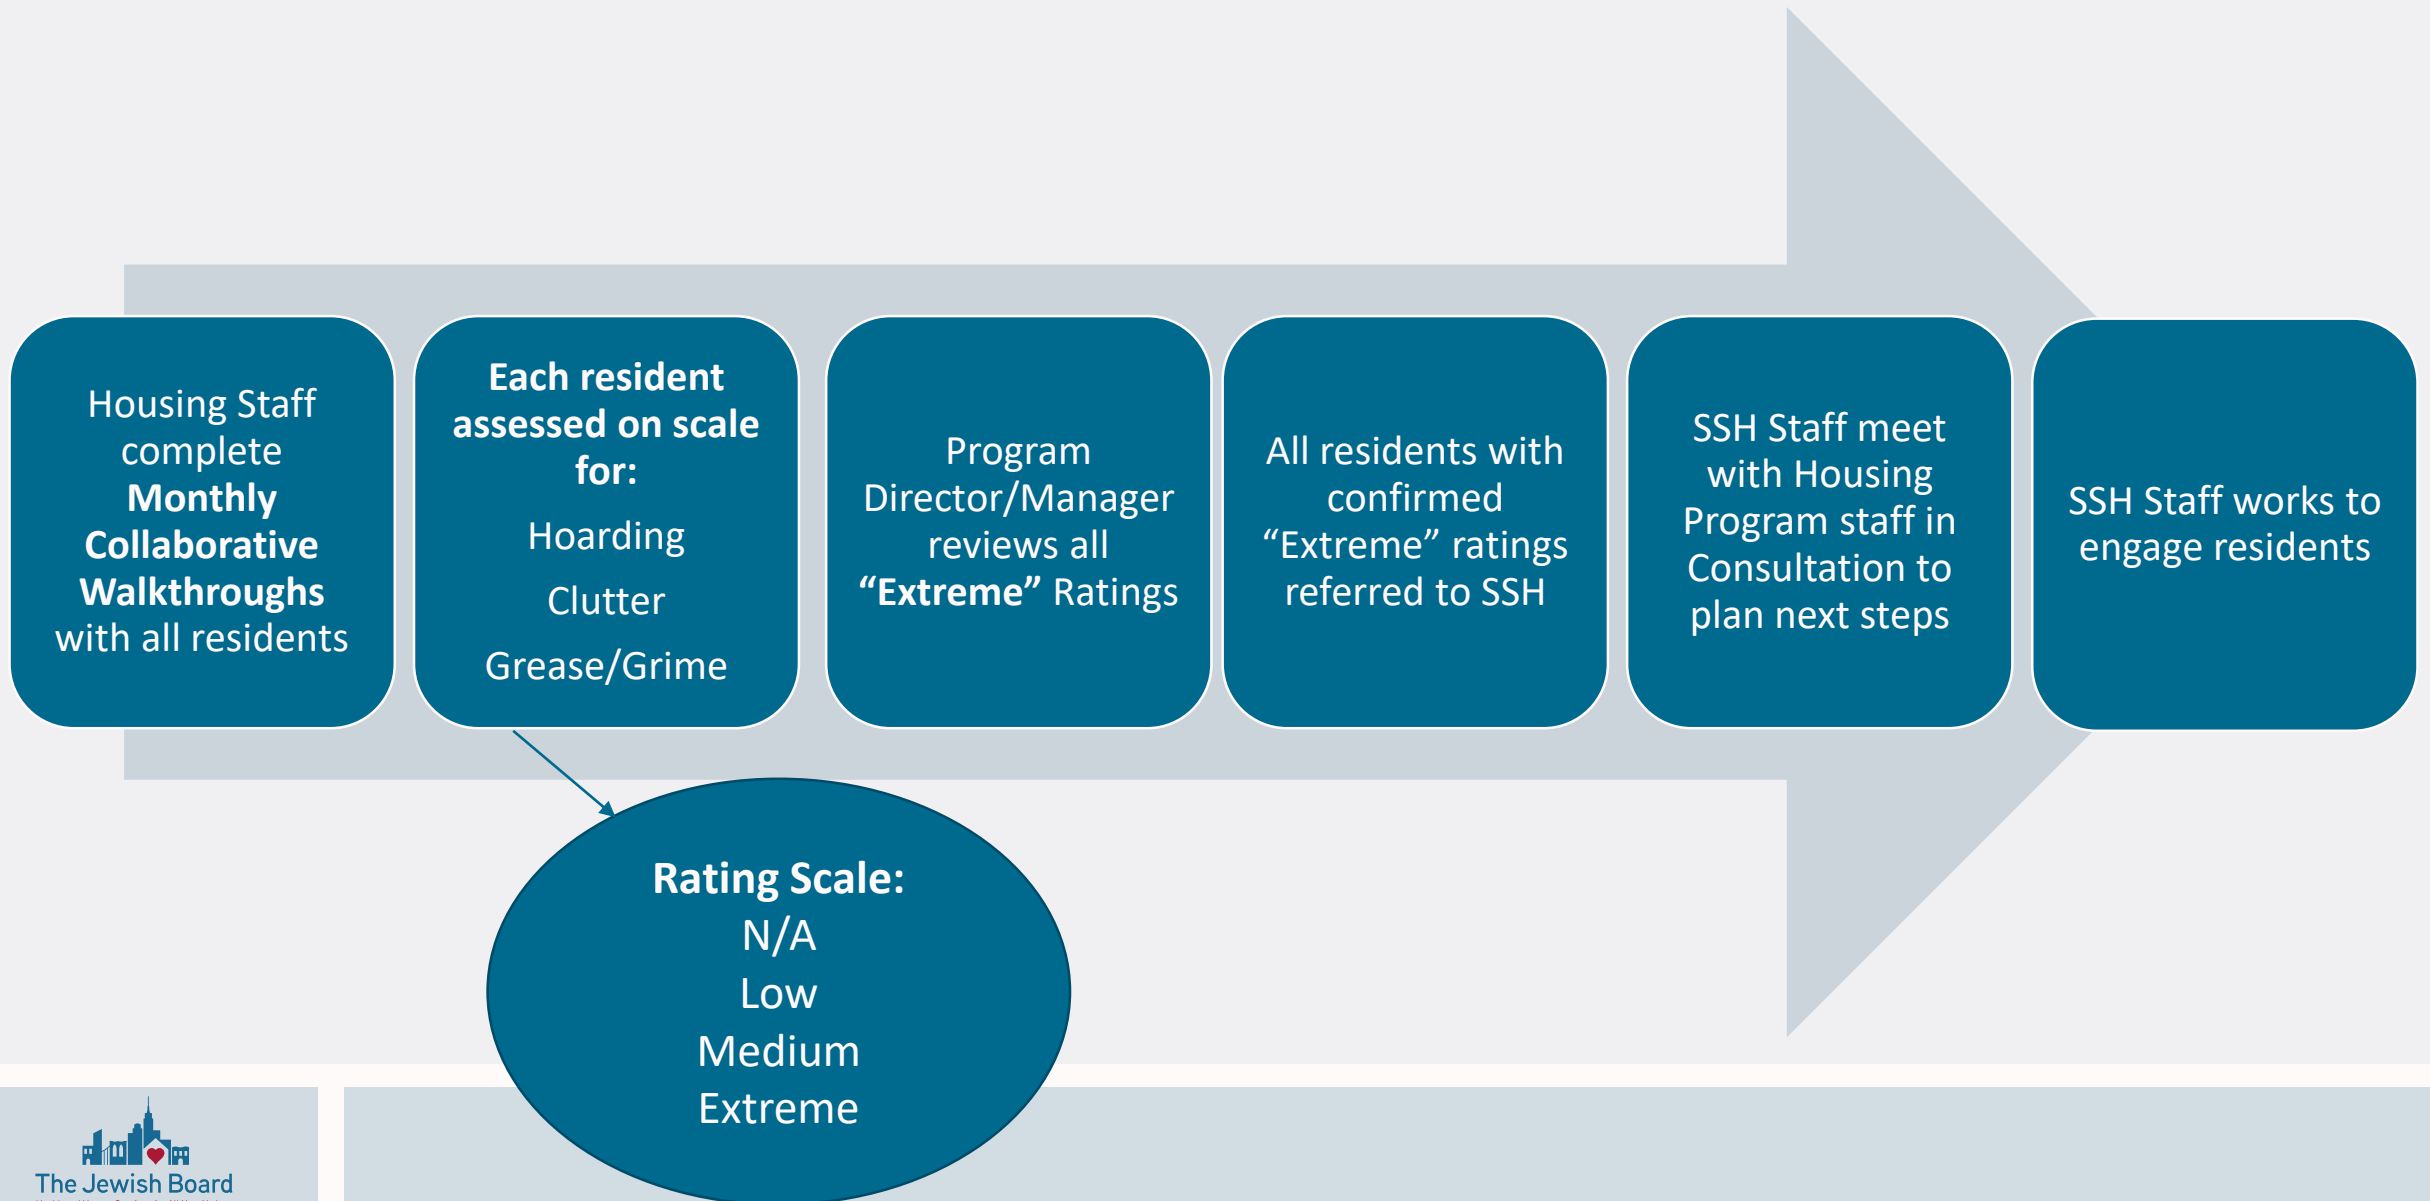 Housing Staff
complete
Monthly
Collaborative
Walkthroughs
with all residents
Each resident
assessed on scale
for:
Hoarding
Clutter
Grease/Grime
Program
Director/Manager
reviews all
“Extreme” Ratings
All residents with
confirmed
“Extreme” ratings
referred to SSH
SSH Staff meet
with Housing
Program staff in
Consultation to
plan next steps
SSH Staff works to
engage residents
Rating Scale:
N/A
Low
Medium
Extreme
The Jewish Board